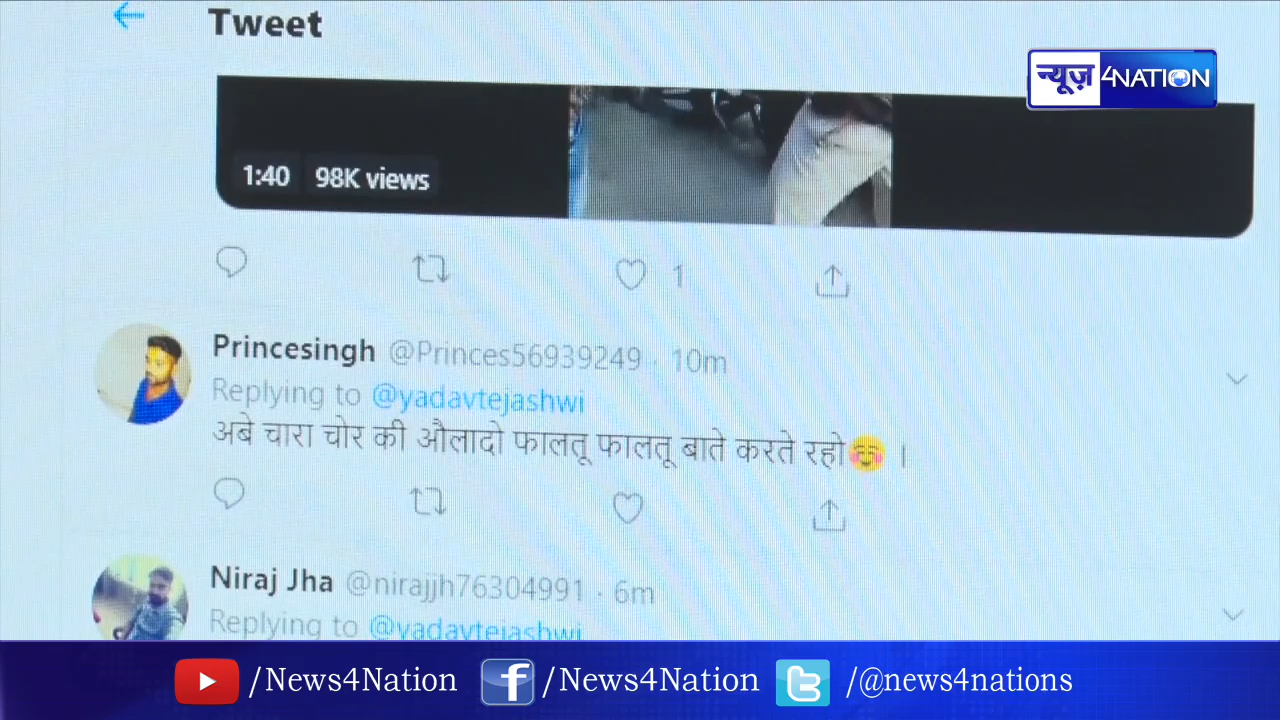 Tweet
न्यूज़ 4NATION
1:40 98K views
1
Princesingh @Princes56939249 · 10m
Replying to @yadavtejashwi
अबे चारा चोर की औलादो फालतू फालतू बाते करते रहो😊 ।
Niraj Jha @nirajjh76304991 · 6m
Replying to @yadavtejashwi
/News4Nation /News4Nation /@news4nations